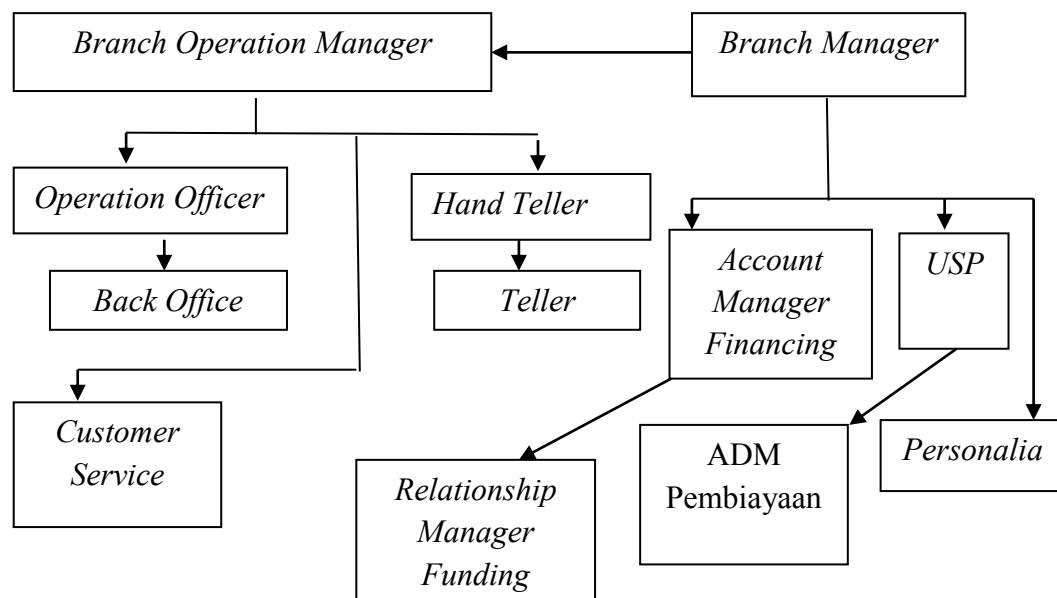 Branch Operation Manager
Branch Manager
Operation Officer
Hand Teller
Account
Manager
Financing
USP
Back Office
Teller
Customer
Service
Relationship
Manager
Funding
ADM
Pembiayaan
Personalia